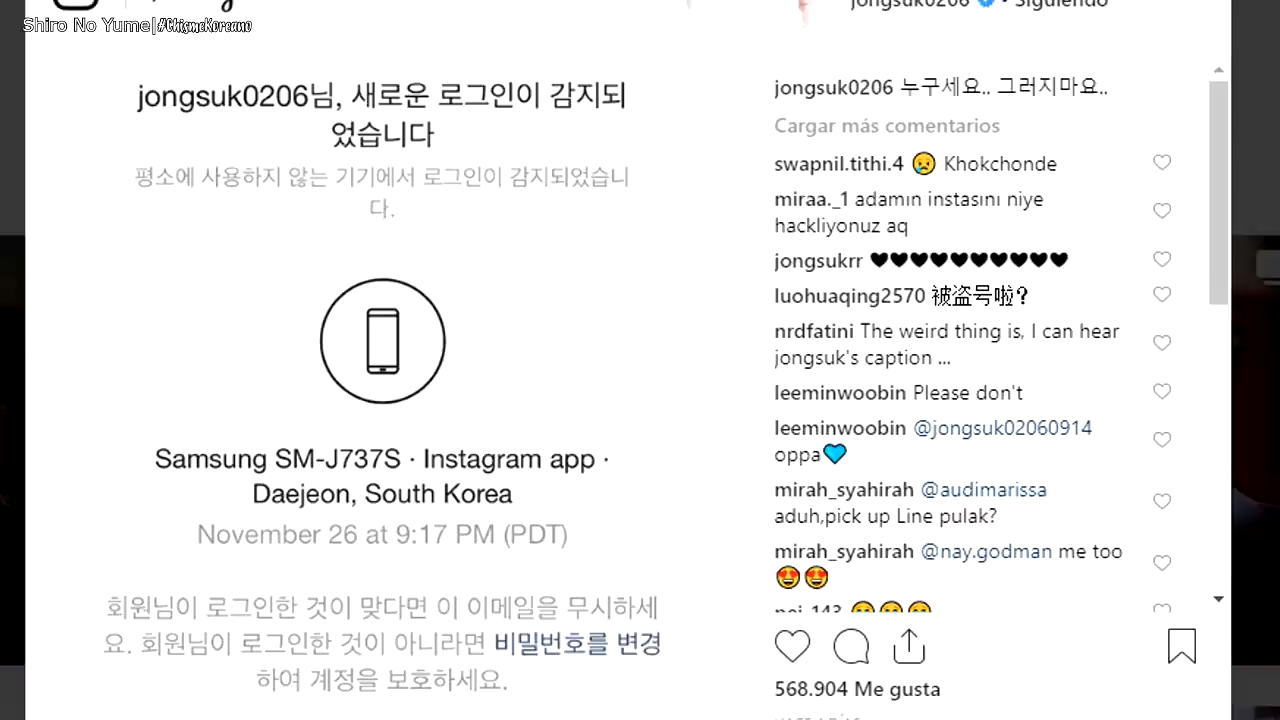 Shiro No Yume|#ChismeKoreano
jongsuk0206 • Siguiendo
jongsuk0206님, 새로운 로그인이 감지되
었습니다
평소에 사용하지 않는 기기에서 로그인이 감지되었습니
다.
Samsung SM-J737S · Instagram app ·
Daejeon, South Korea
November 26 at 9:17 PM (PDT)
회원님이 로그인한 것이 맞다면 이 이메일을 무시하세
요. 회원님이 로그인한 것이 아니라면 비밀번호를 변경
하여 계정을 보호하세요.
jongsuk0206 누구세요.. 그러지마요..
Cargar más comentarios
swapnil.tithi.4 😥 Khokchonde
miraa._1 adamın instasını niye
hackliyonuz aq
jongsukrr ♥♥♥♥♥♥♥♥♥♥
luohuaqing2570 被盗号啦?
nrdfatini The weird thing is, I can hear
jongsuk's caption ...
leeminwoobin Please don't
leeminwoobin @jongsuk02060914
oppa💙
mirah_syahirah @audimarissa
aduh,pick up Line pulak?
mirah_syahirah @nay.godman me too
😍😍
568.904 Me gusta